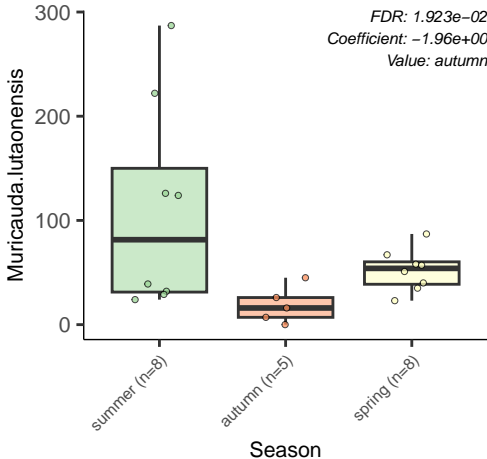 FDR: 1.923e−02
Coefficient: −1.96e+00
Value: autumn
Muricauda.lutaonensis
300
200
100
0
summer (n=8)
autumn (n=5)
spring (n=8)
Season